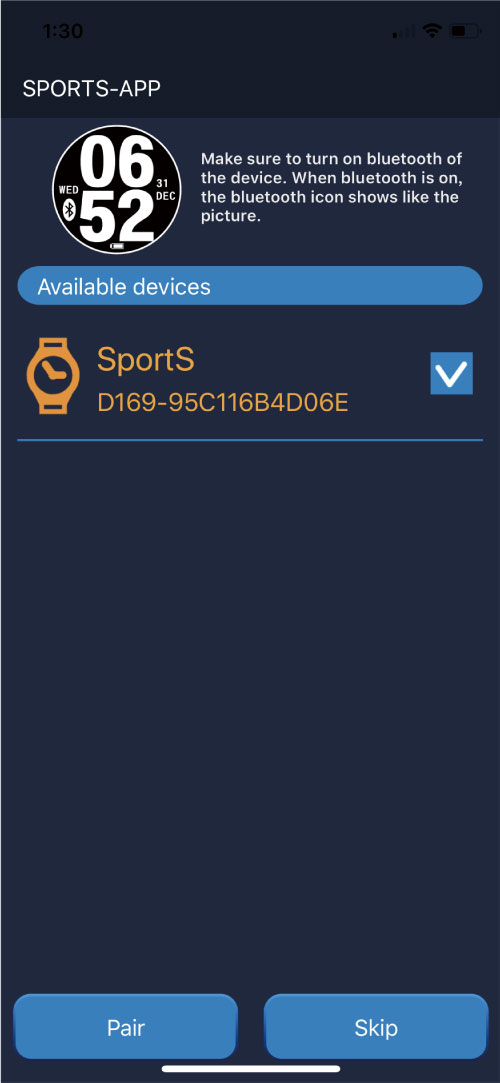 1:30
SPORTS-APP
06
WED
31
DEC
52
Make sure to turn on bluetooth of
the device. When bluetooth is on,
the bluetooth icon shows like the
picture.
Available devices
SportS
D169-95C116B4D06E
Pair
Skip